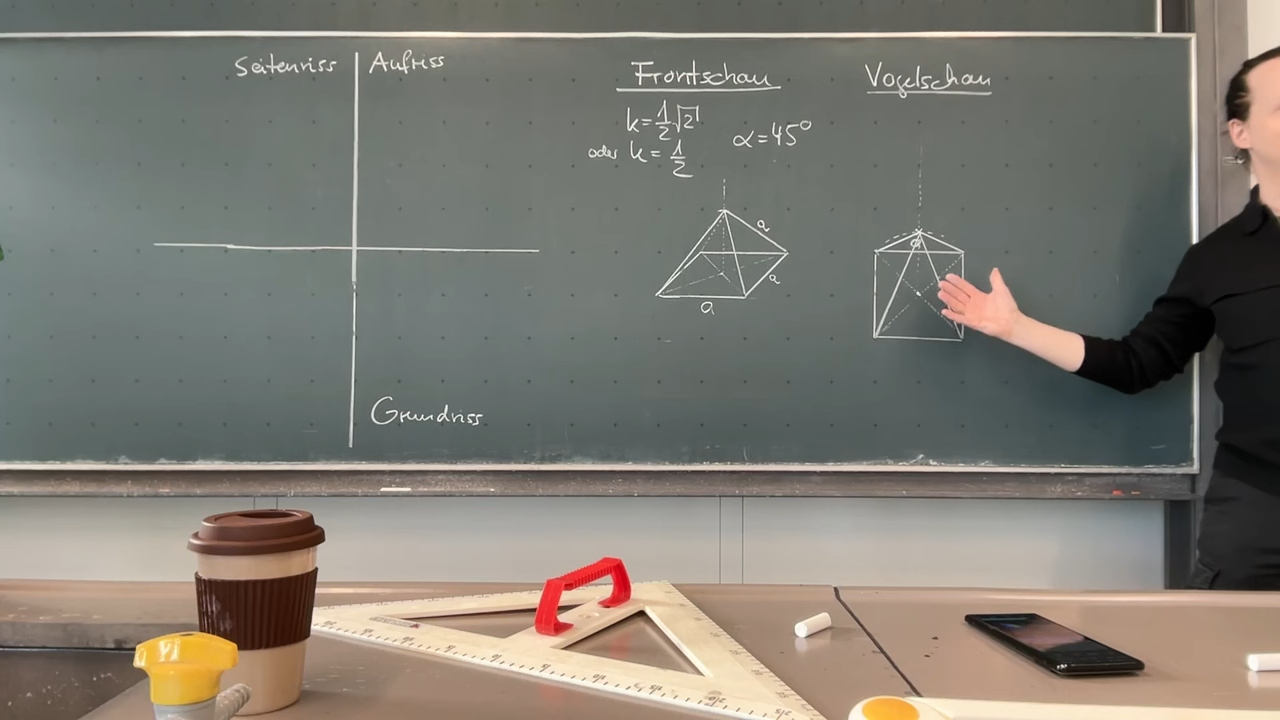 Seitenriss
Aufriss
Grundriss
Frontschau
k=1/2√2
oder k=1/2
α=45°
a
a
a
Vogelschau